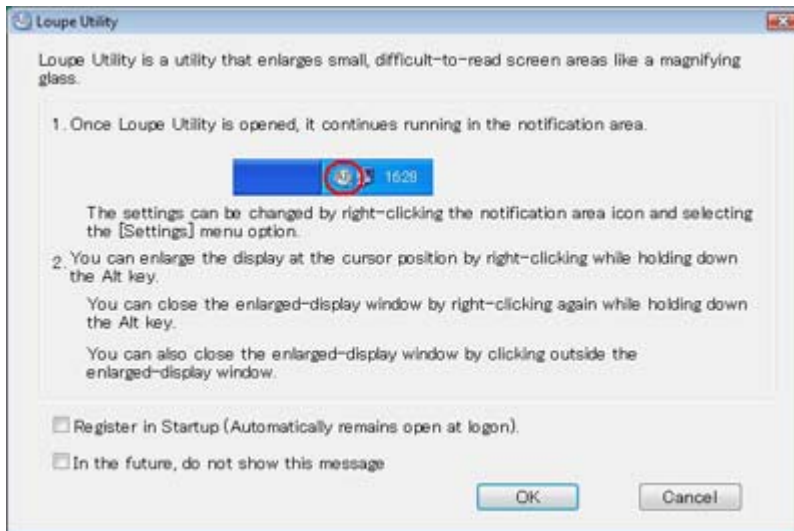 Loupe Utility
Loupe Utility is a utility that enlarges small, difficult-to-read screen areas like a magnifying
glass.
1. Once Loupe Utility is opened, it continues running in the notification area.
16:29
The settings can be changed by right-clicking the notification area icon and selecting
the [Settings] menu option.
2. You can enlarge the display at the cursor position by right-clicking while holding down
the Alt key.
You can close the enlarged-display window by right-clicking again while holding down
the Alt key.
You can also close the enlarged-display window by clicking outside the
enlarged-display window.
Register in Startup (Automatically remains open at logon).
In the future, do not show this message
OK Cancel